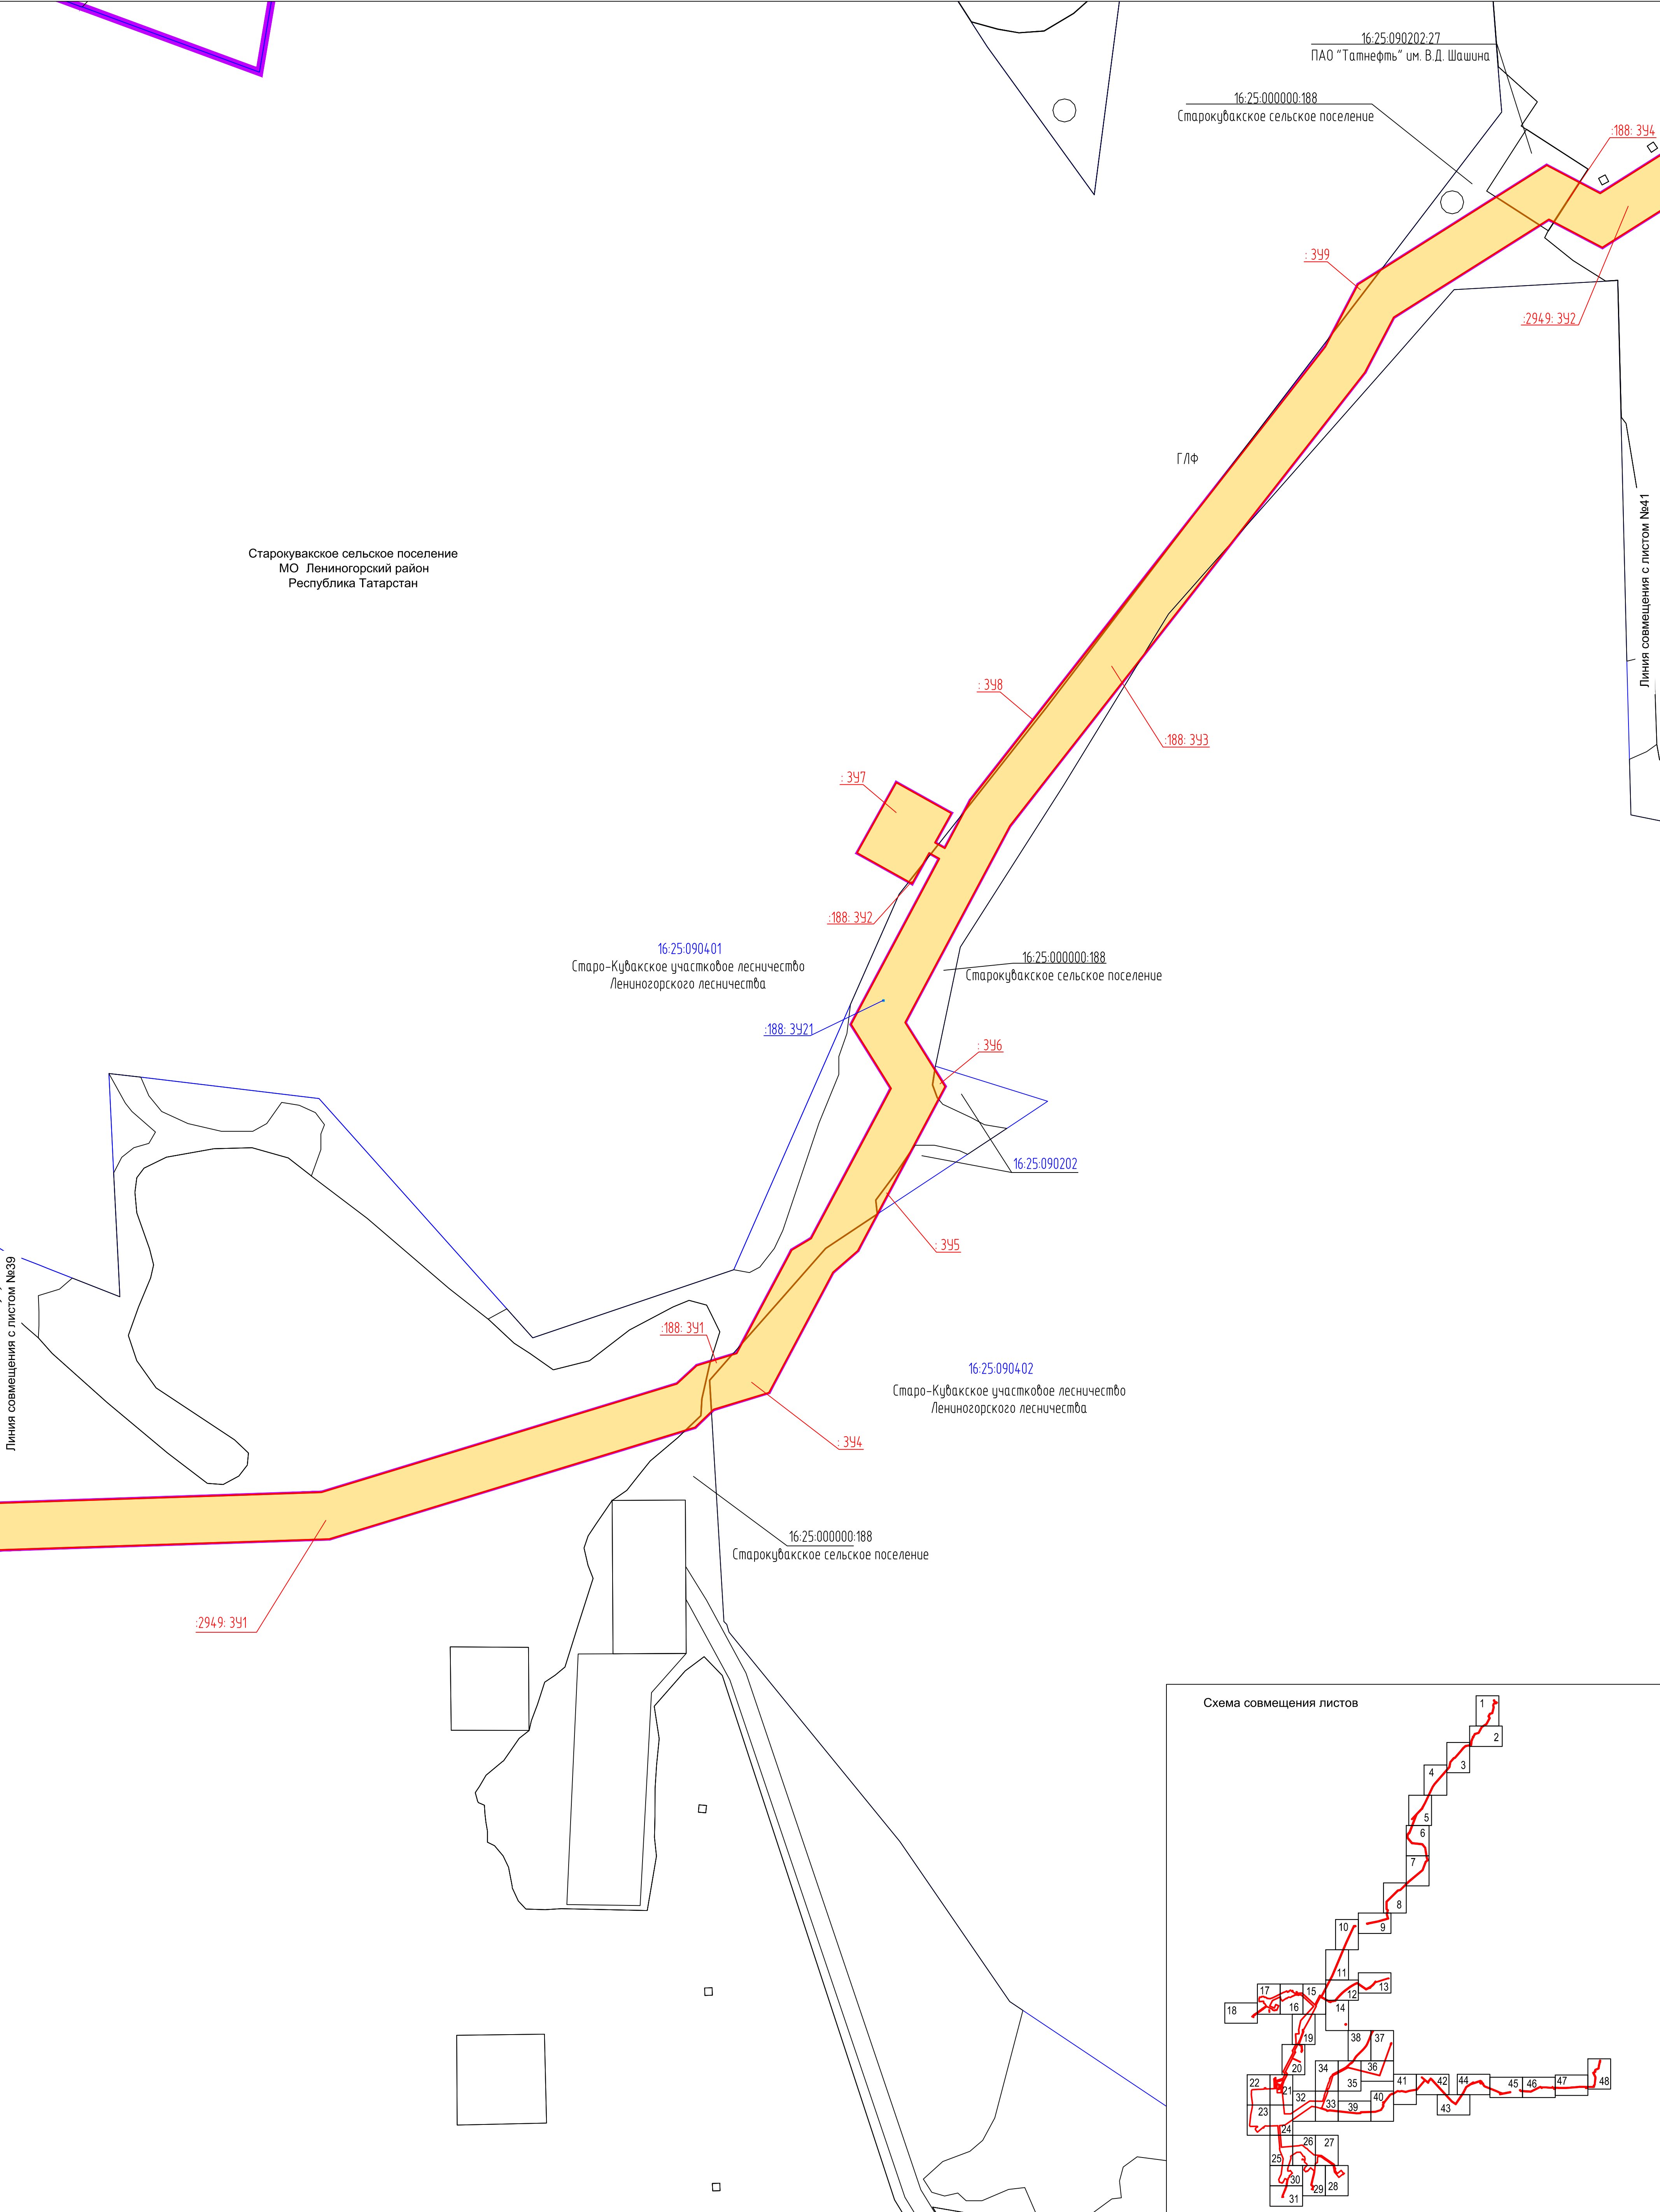 16:25:090202:27
ПАО "Татнефть" им. В.Д. Шашина
16:25:000000:188
Старокувакское сельское поселение
:188: ЗУ4
: ЗУ9
:2949: ЗУ2
ГЛФ
Линия совмещения с листом №41
Старокувакское сельское поселение
МО Лениногорский район
Республика Татарстан
: ЗУ8
:188: ЗУ3
: ЗУ7
:188: ЗУ2
16:25:090401
Старо-Кувакское участковое лесничество
Лениногорского лесничества
16:25:000000:188
Старокувакское сельское поселение
:188: ЗУ21
: ЗУ6
16:25:090202
: ЗУ5
Линия совмещения с листом №39
:188: ЗУ1
16:25:090402
Старо-Кувакское участковое лесничество
Лениногорского лесничества
: ЗУ4
16:25:000000:188
Старокувакское сельское поселение
:2949: ЗУ1
Схема совмещения листов
1
2
3
4
5
6
7
8
9
10
11
12
13
14
15
16
17
18
19
20
21
22
23
24
25
26
27
28
29
30
31
32
33
34
35
36
37
38
39
40
41
42
43
44
45
46
47
48